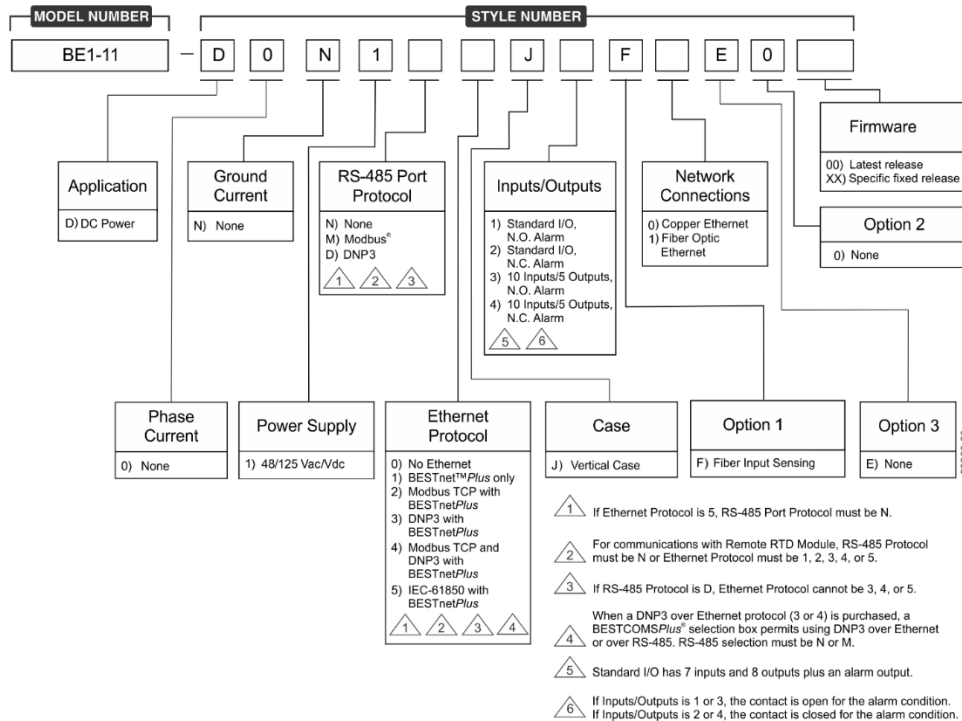 MODEL NUMBER
STYLE NUMBER
BE1-11
–
D
0
N
1
J
F
E
0
Application
D) DC Power
Ground
Current
N) None
RS-485 Port
Protocol
N) None
M) Modbus®
D) DNP3
1 2 3
Inputs/Outputs
1) Standard I/O,
N.O. Alarm
2) Standard I/O,
N.C. Alarm
3) 10 Inputs/5 Outputs,
N.O. Alarm
4) 10 Inputs/5 Outputs,
N.C. Alarm
5 6
Network
Connections
0) Copper Ethernet
1) Fiber Optic
Ethernet
Firmware
00) Latest release
XX) Specific fixed release
Option 2
0) None
Phase
Current
0) None
Power Supply
1) 48/125 Vac/Vdc
Ethernet
Protocol
0) No Ethernet
1) BESTnet™Plus only
2) Modbus TCP with
BESTnetPlus
3) DNP3 with
BESTnetPlus
4) Modbus TCP and
DNP3 with
BESTnetPlus
5) IEC-61850 with
BESTnetPlus
1 2 3 4
Case
J) Vertical Case
Option 1
F) Fiber Input Sensing
Option 3
E) None
1 If Ethernet Protocol is 5, RS-485 Port Protocol must be N.
2 For communications with Remote RTD Module, RS-485 Protocol
must be N or Ethernet Protocol must be 1, 2, 3, 4, or 5.
3 If RS-485 Protocol is D, Ethernet Protocol cannot be 3, 4, or 5.
4 When a DNP3 over Ethernet protocol (3 or 4) is purchased, a
BESTCOMSPlus® selection box permits using DNP3 over Ethernet
or over RS-485. RS-485 selection must be N or M.
5 Standard I/O has 7 inputs and 8 outputs plus an alarm output.
6 If Inputs/Outputs is 1 or 3, the contact is open for the alarm condition.
If Inputs/Outputs is 2 or 4, the contact is closed for the alarm condition.